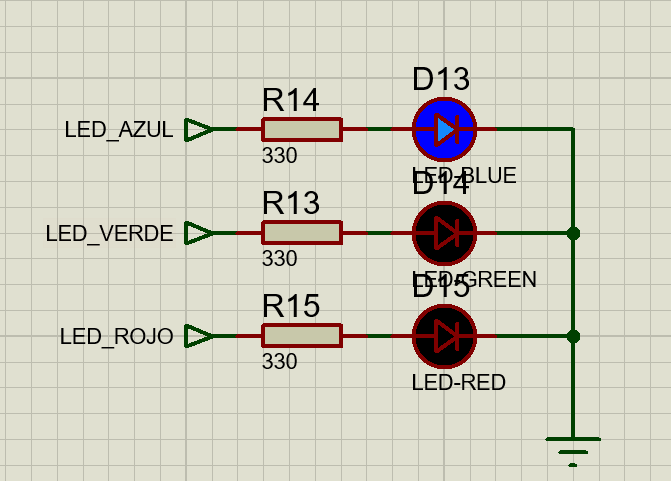 D13
R14
LED_AZUL
330
LED-BLUE
D14
R13
LED_VERDE
330
LED-GREEN
D15
R15
LED_ROJO
330
LED-RED